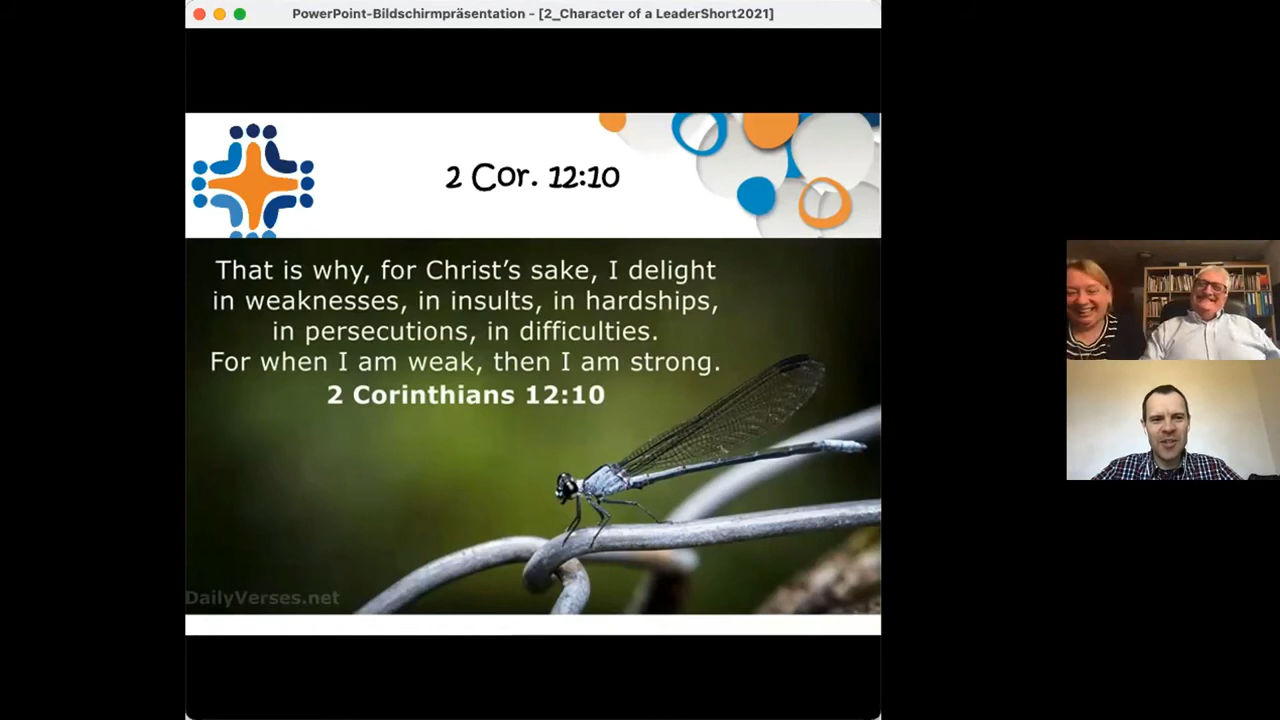 PowerPoint-Bildschirmpräsentation - [2_Character of a LeaderShort2021]
2 Cor. 12:10
That is why, for Christ's sake, I delight
in weaknesses, in insults, in hardships,
in persecutions, in difficulties.
For when I am weak, then I am strong.
2 Corinthians 12:10
DailyVerses.net